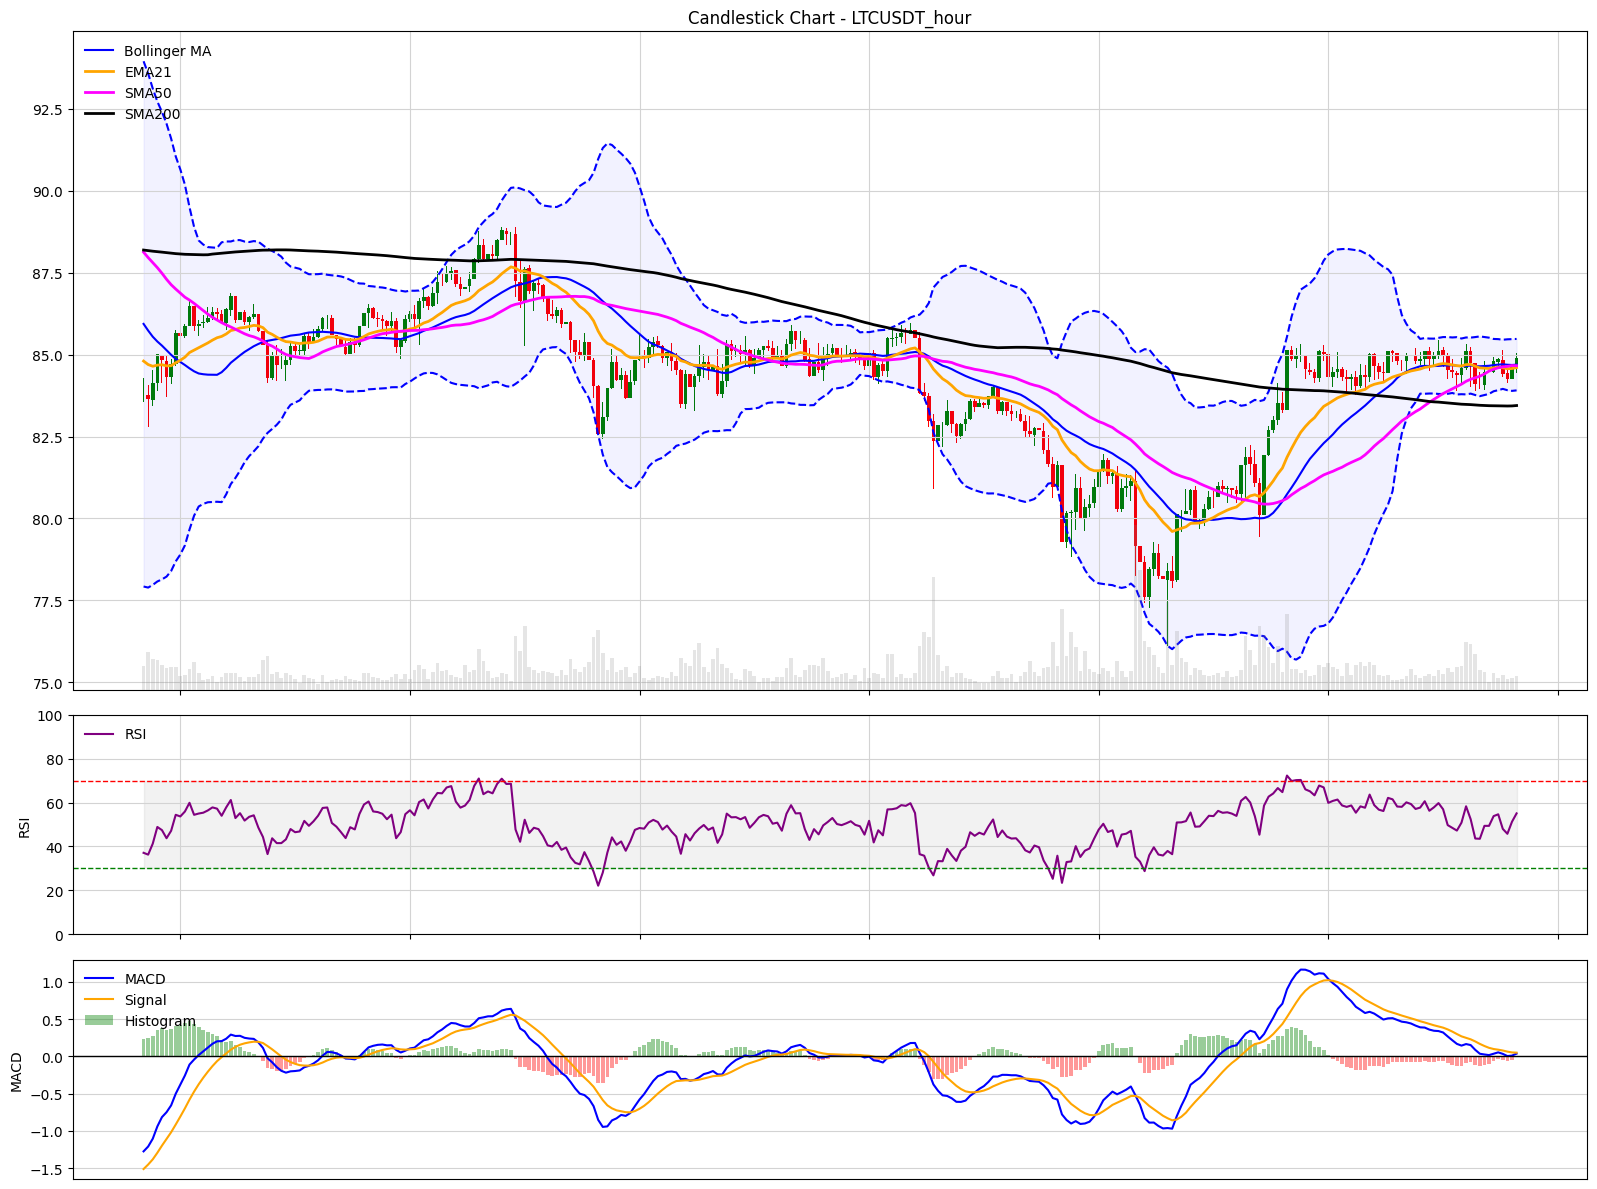 Candlestick Chart - LTCUSDT_hour
Bollinger MA
EMA21
SMA50
SMA200
92.5
90.0
87.5
85.0
82.5
80.0
77.5
75.0
RSI
100
80
60
40
20
0
RSI
MACD
Signal
Histogram
1.0
0.5
0.0
−0.5
−1.0
−1.5
MACD